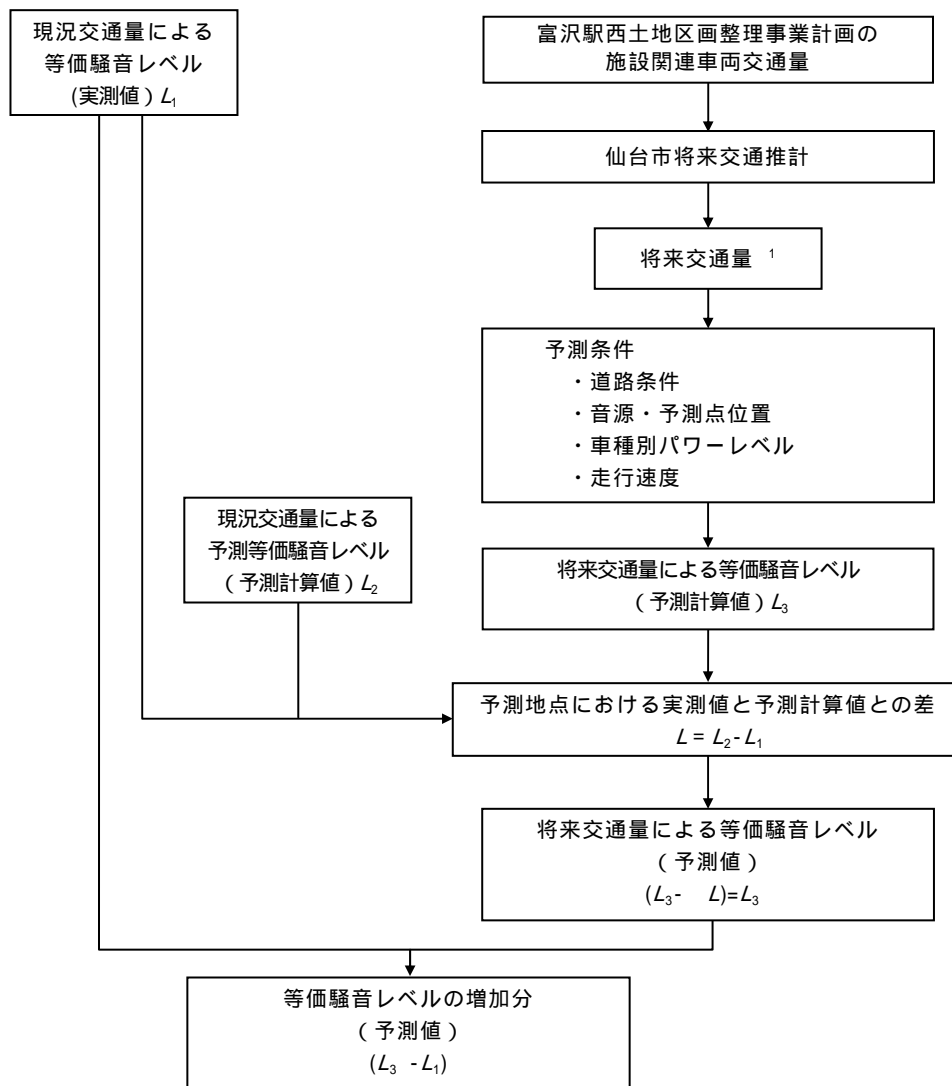 現況交通量による
等価騒音レベル
(実測値)L₁
富沢駅西土地区画整理事業計画の
施設関連車両交通量
仙台市将来交通推計
将来交通量 ¹
予測条件
・道路条件
・音源・予測点位置
・車種別パワーレベル
・走行速度
現況交通量による
予測等価騒音レベル
(予測計算値)L₂
将来交通量による等価騒音レベル
(予測計算値)L₃
予測地点における実測値と予測計算値との差
L = L₂ - L₁
将来交通量による等価騒音レベル
(予測値)
(L₃ -   L)=L₃
等価騒音レベルの増加分
(予測値)
(L₃  - L₁)